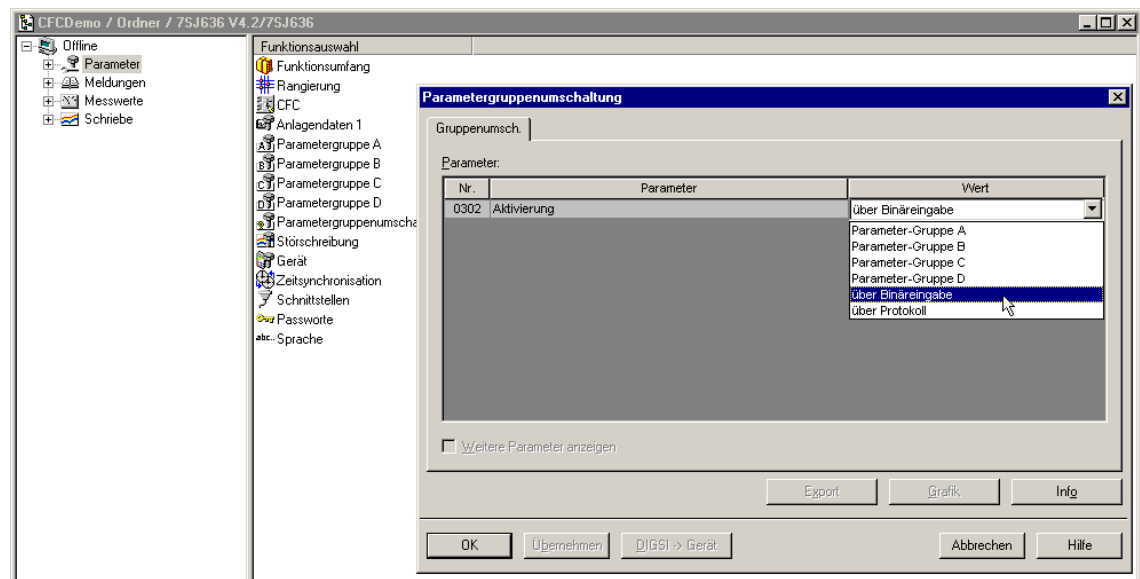 CFCDemo / Ordner / 7SJ636 V4.2/7SJ636
Offline
Parameter
Meldungen
Messwerte
Schriebe
Funktionsauswahl
Funktionsumfang
Rangierung
CFC
Anlagendaten 1
Parametergruppe A
Parametergruppe B
Parametergruppe C
Parametergruppe D
Parametergruppenumscha
Störschreibung
Gerät
Zeitsynchronisation
Schnittstellen
Passworte
abc.. Sprache
Parametergruppenumschaltung
Gruppenumsch.
Parameter:
Nr. Parameter Wert
0302 Aktivierung über Binäreingabe
Parameter-Gruppe A
Parameter-Gruppe B
Parameter-Gruppe C
Parameter-Gruppe D
über Binäreingabe
über Protokoll
Weitere Parameter anzeigen
Export Grafik Info
OK Übernehmen DIGSI -> Gerät Abbrechen Hilfe